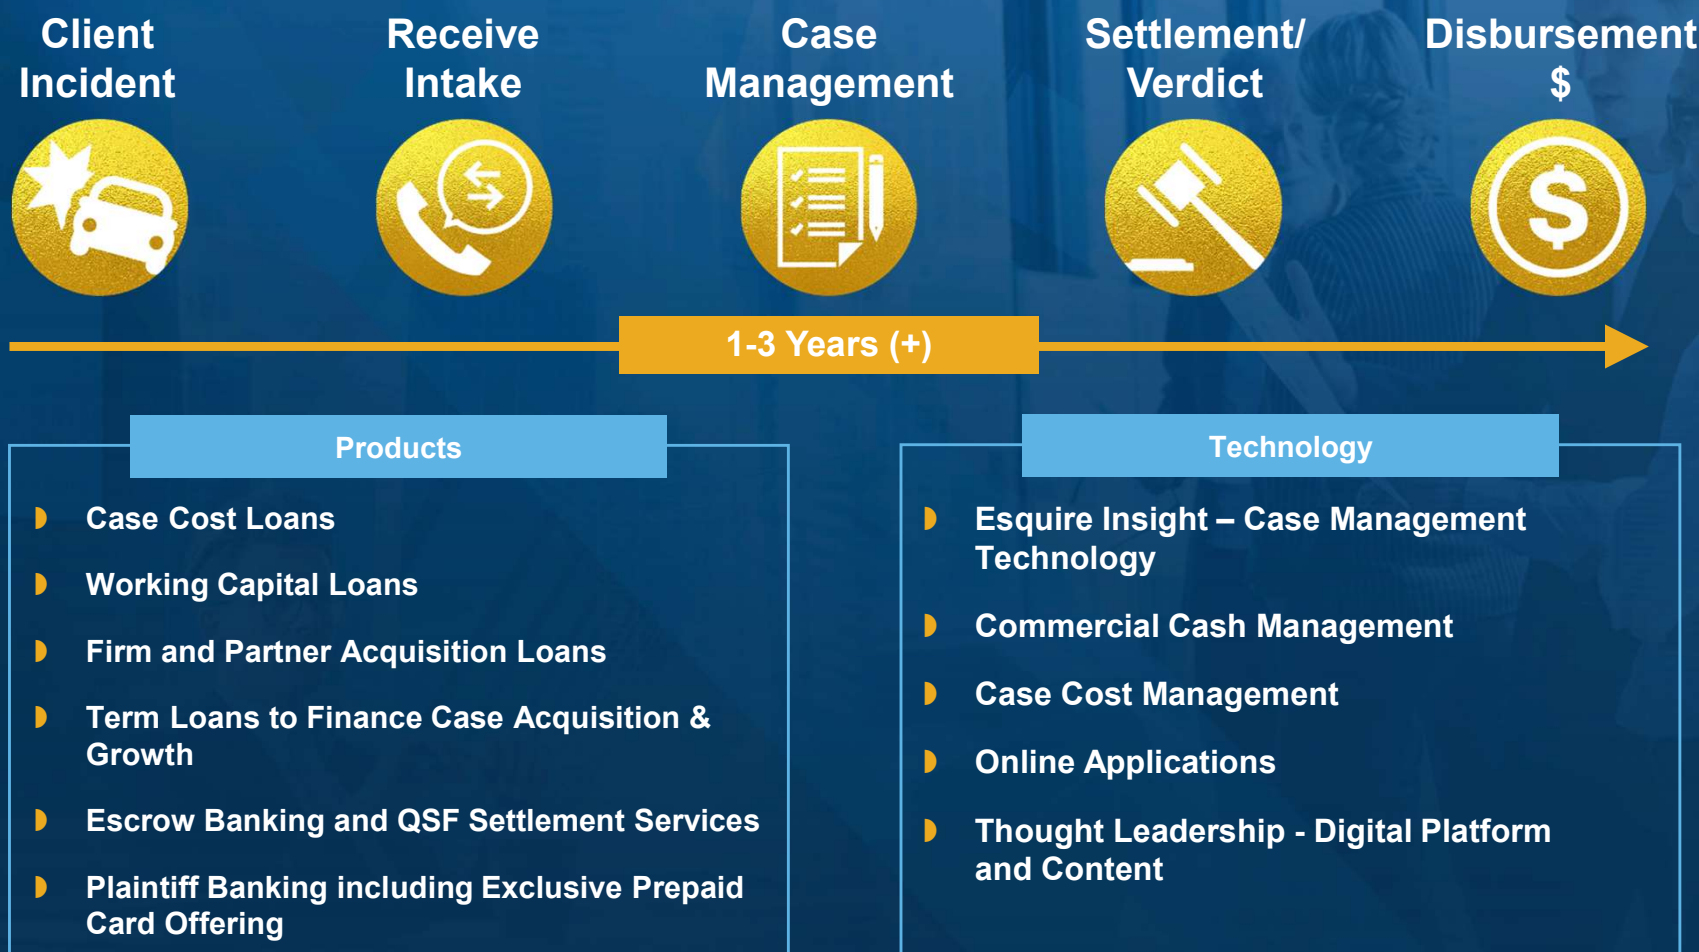 Client
Incident
Receive
Intake
Case
Management
Settlement/
Verdict
Disbursement
$
$
1-3 Years (+)
Products
Case Cost Loans
Working Capital Loans
Firm and Partner Acquisition Loans
Term Loans to Finance Case Acquisition &
Growth
Escrow Banking and QSF Settlement Services
Plaintiff Banking including Exclusive Prepaid
Card Offering
Technology
Esquire Insight – Case Management
Technology
Commercial Cash Management
Case Cost Management
Online Applications
Thought Leadership - Digital Platform
and Content